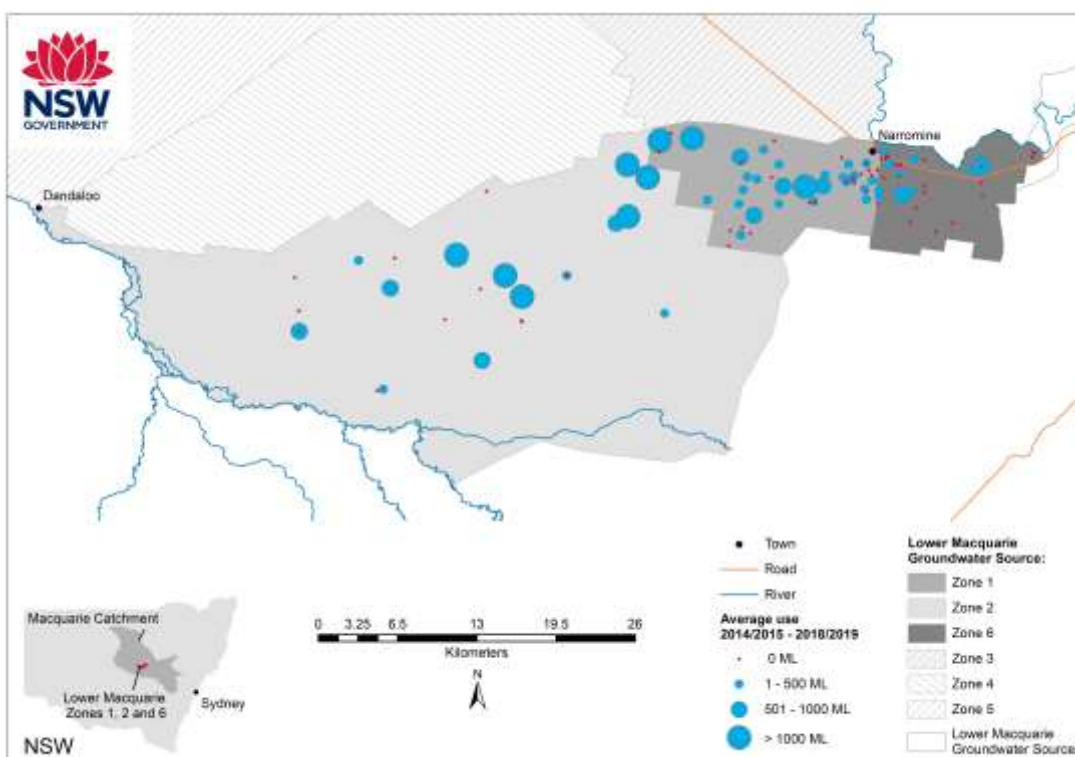 NSW
GOVERNMENT
Dandaloo
Narromine
Macquarie Catchment
Lower Macquarie
Zones 1, 2 and 6
Sydney
NSW
0 3.25 6.5 13 19.5 26
Kilometers
N
Town
Road
River
Average use
2014/2015 - 2018/2019
0 ML
1 - 500 ML
501 - 1000 ML
> 1000 ML
Lower Macquarie
Groundwater Source:
Zone 1
Zone 2
Zone 6
Zone 3
Zone 4
Zone 5
Lower Macquarie
Groundwater Source